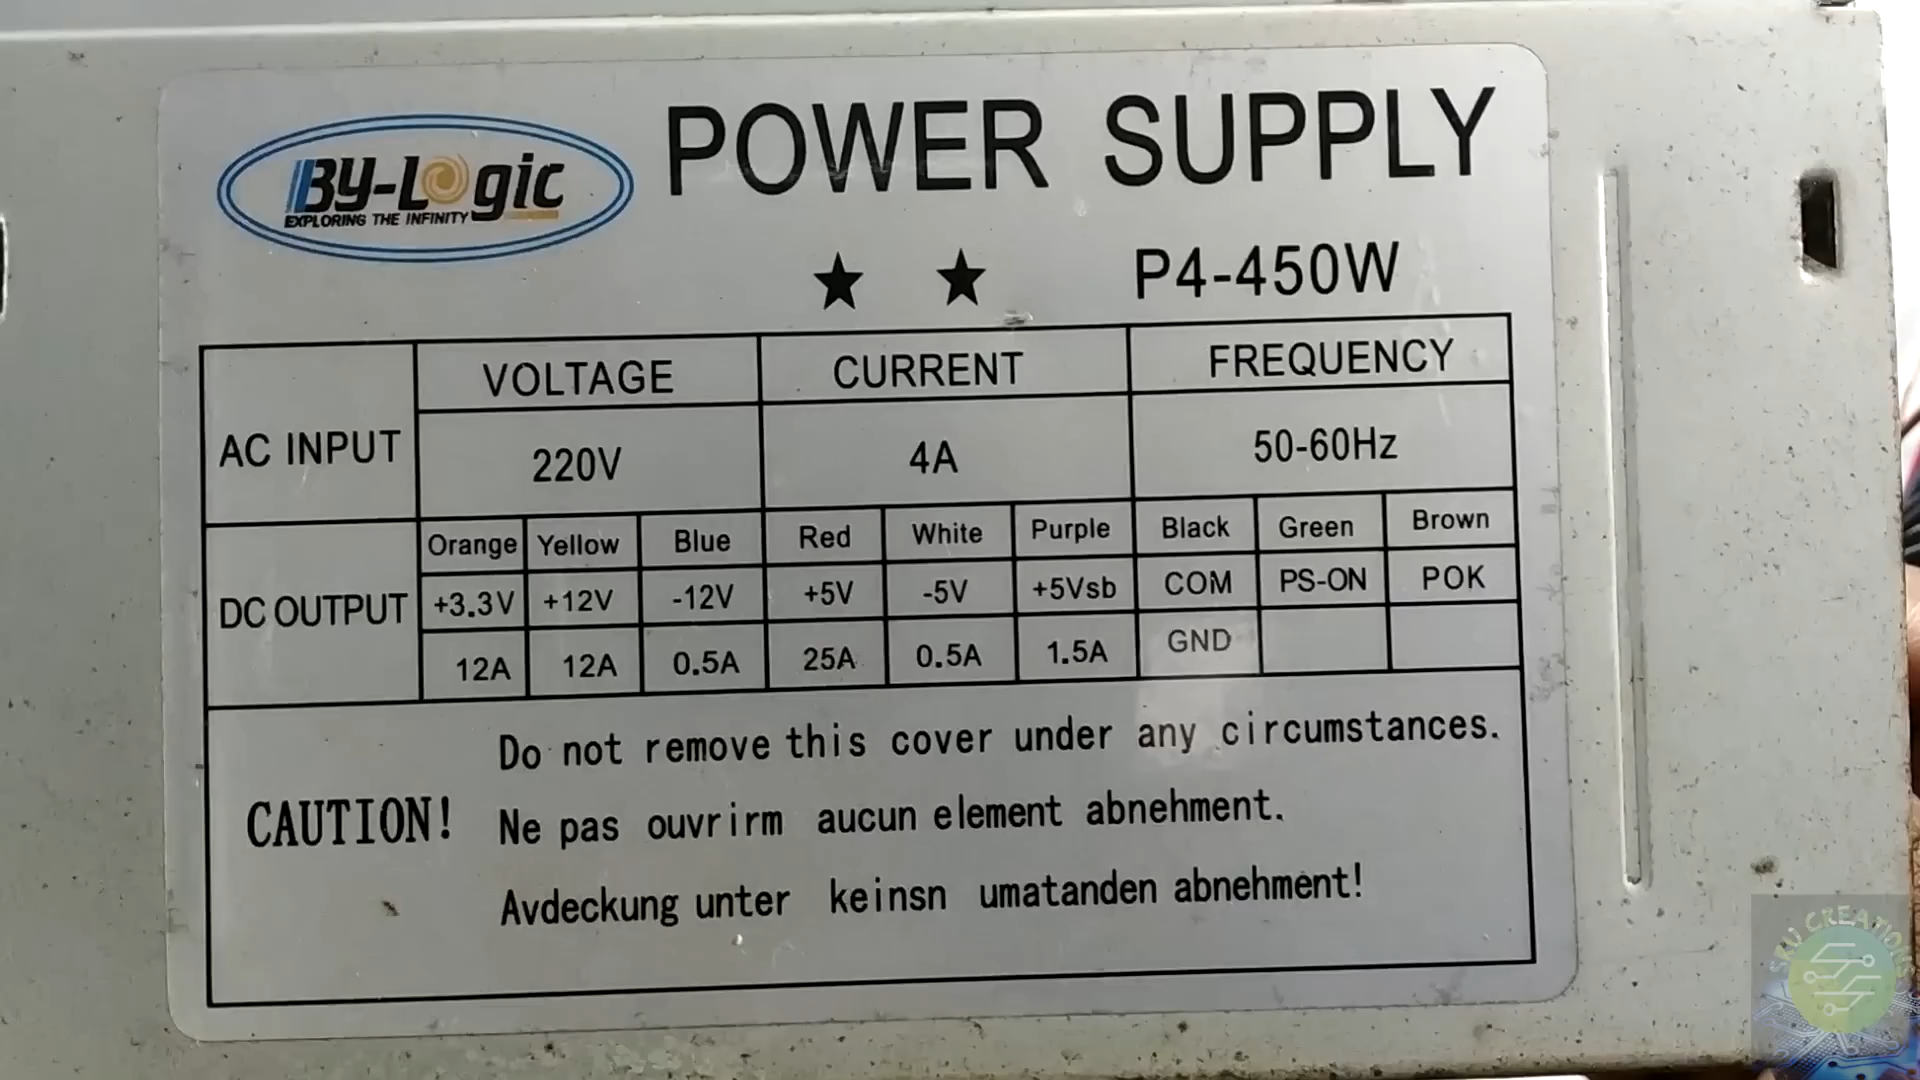 BY-Logic
EXPLORING THE INFINITY
POWER SUPPLY
★ ★ P4-450W
VOLTAGE CURRENT FREQUENCY
AC INPUT 220V 4A 50-60Hz
Orange Yellow Blue Red White Purple Black Green Brown
DC OUTPUT +3.3V +12V -12V +5V -5V +5Vsb COM PS-ON POK
12A 12A 0.5A 25A 0.5A 1.5A GND
Do not remove this cover under any circumstances.
CAUTION! Ne pas ouvrirm aucun element abnehment.
Avdeckung unter keinsn umatanden abnehment!
SKU CREATIONS